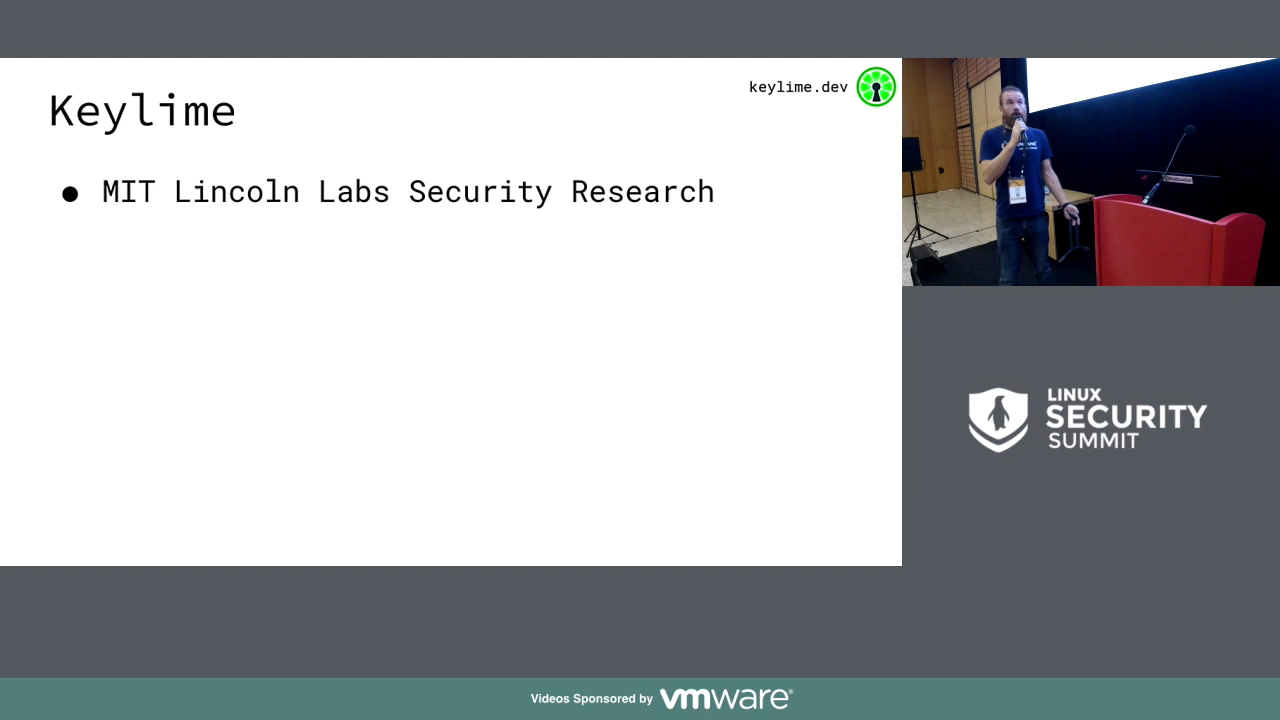 keylime.dev
Keylime
● MIT Lincoln Labs Security Research
LINUX
SECURITY
SUMMIT
Videos Sponsored by vmware®